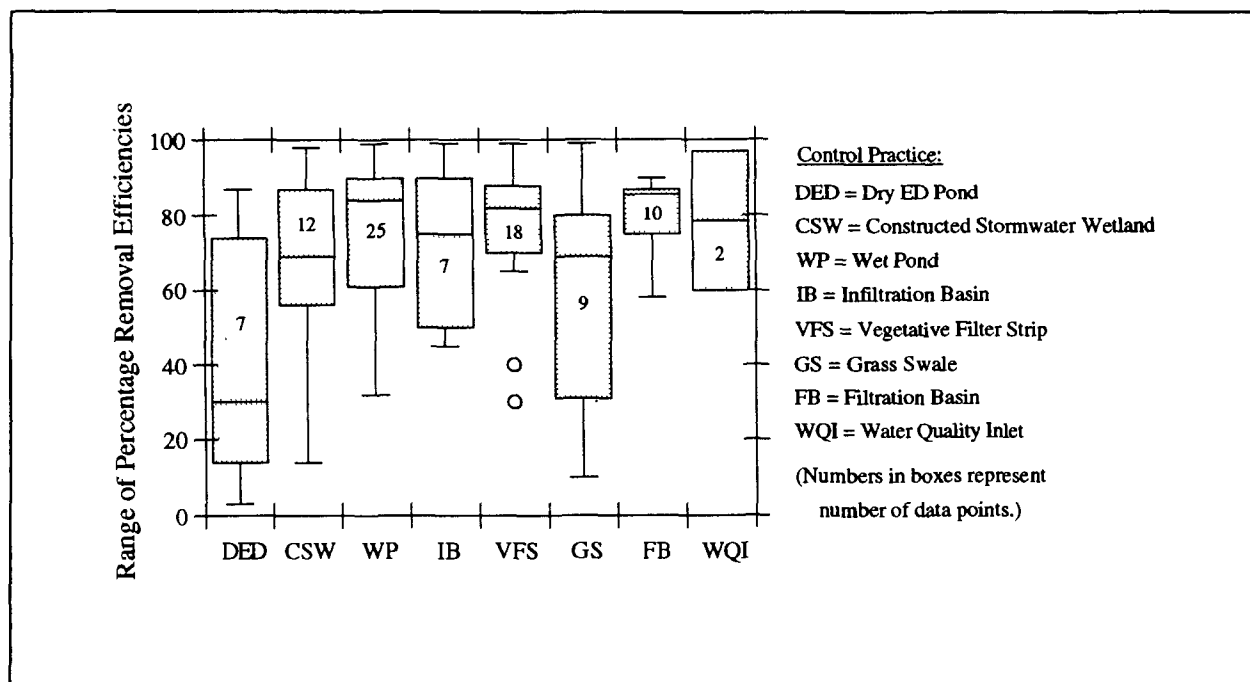 Range of Percentage Removal Efficiencies
100
80
60
40
20
0
7
12
25
7
18
9
10
2
DED CSW WP IB VFS GS FB WQI
Control Practice:
DED = Dry ED Pond
CSW = Constructed Stormwater Wetland
WP = Wet Pond
IB = Infiltration Basin
VFS = Vegetative Filter Strip
GS = Grass Swale
FB = Filtration Basin
WQI = Water Quality Inlet
(Numbers in boxes represent
number of data points.)